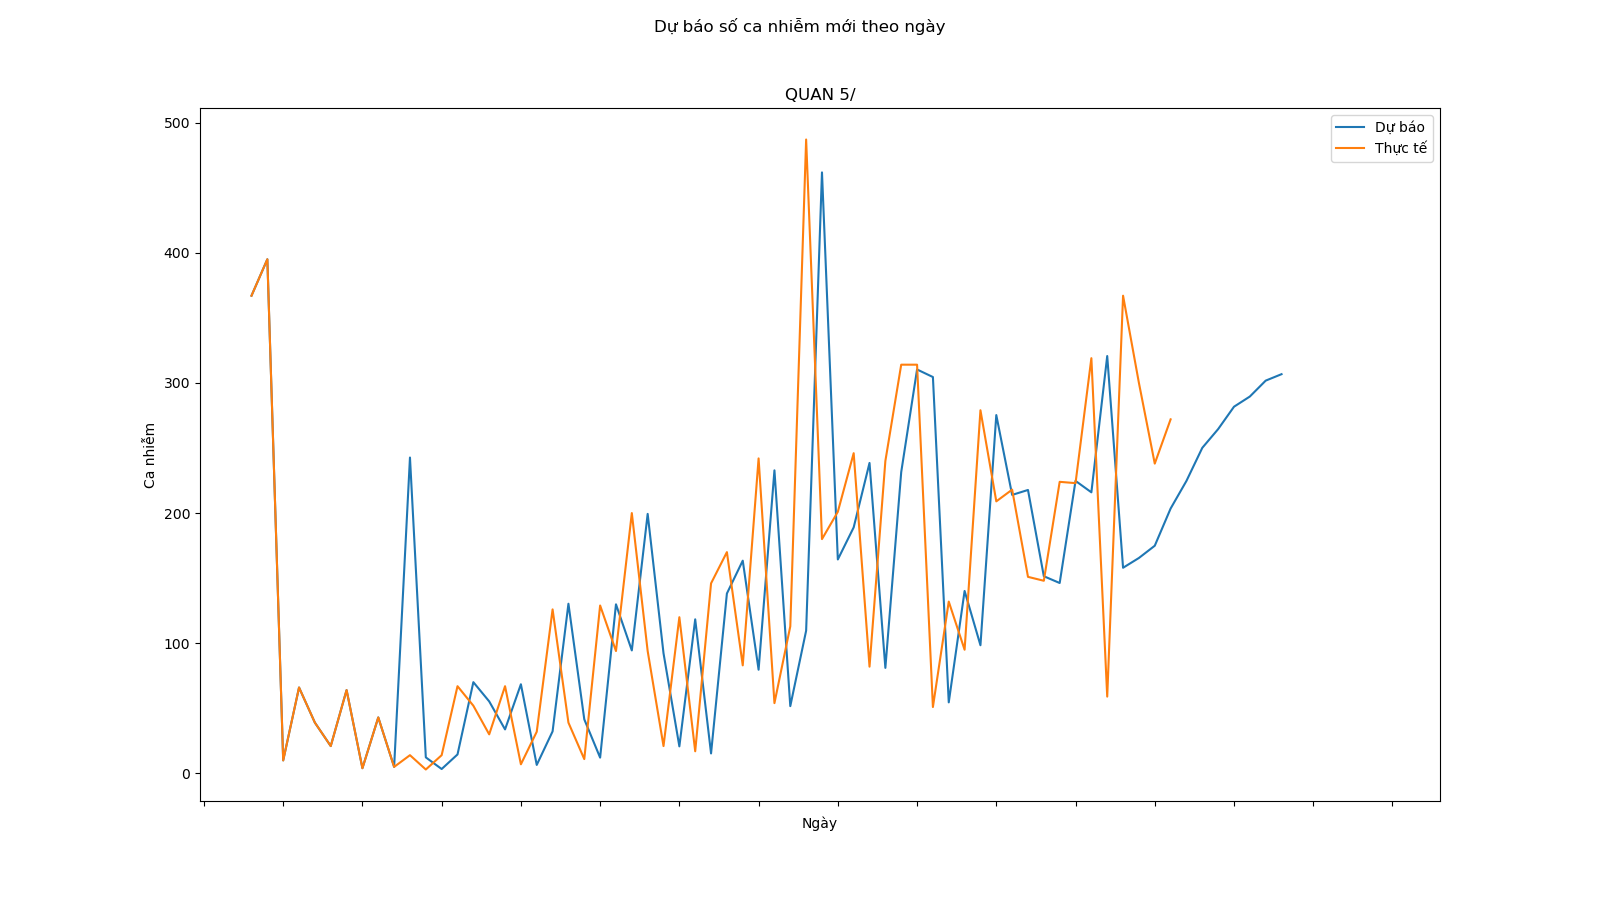 Dự báo số ca nhiễm mới theo ngày
QUAN 5/
500
400
300
200
100
0
Ca nhiễm
Ngày
Dự báo
Thực tế